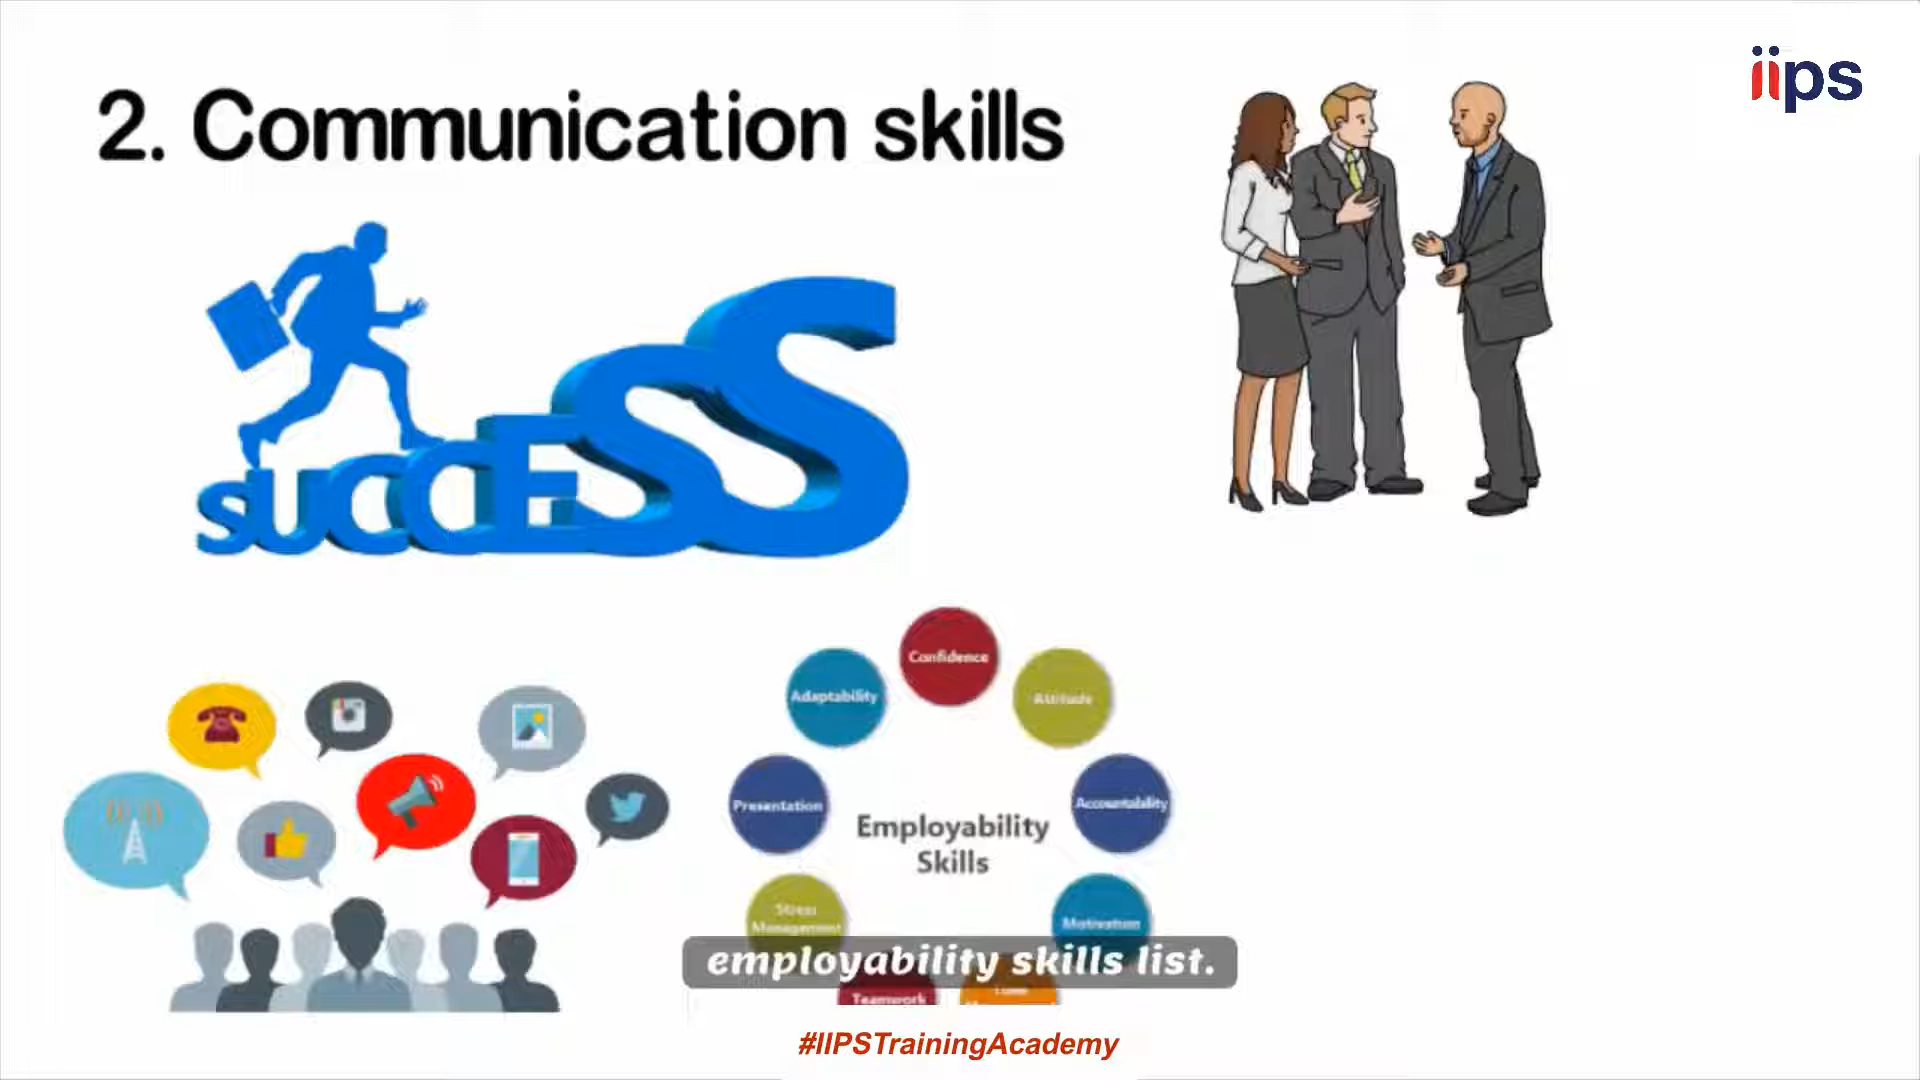 iips
2. Communication skills
SUCCESS
Confidence
Adaptability
Attitude
Presentation
Accountability
Employability
Skills
Stress
Management
Motivation
employability skills list.
Teamwork
Time
#IIPSTrainingAcademy